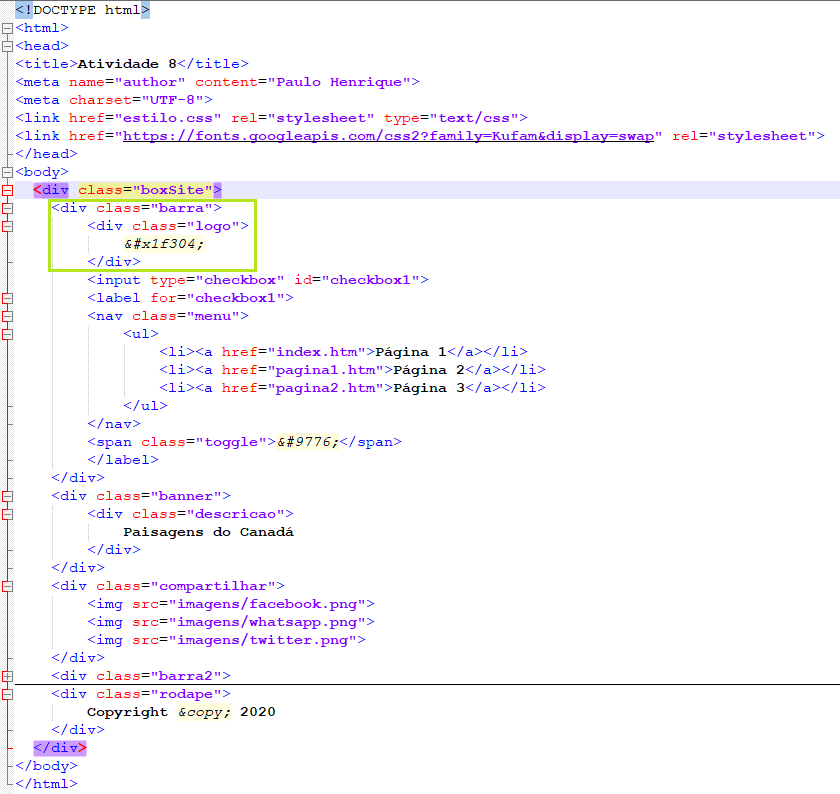 <!DOCTYPE html>
<html>
<head>
<title>Atividade 8</title>
<meta name="author" content="Paulo Henrique">
<meta charset="UTF-8">
<link href="estilo.css" rel="stylesheet" type="text/css">
<link href="https://fonts.googleapis.com/css2?family=Kufam&display=swap" rel="stylesheet">
</head>
<body>
<div class="boxSite">
<div class="barra">
<div class="logo">
&#x1f304;
</div>
<input type="checkbox" id="checkbox1">
<label for="checkbox1">
<nav class="menu">
<ul>
<li><a href="index.htm">Página 1</a></li>
<li><a href="pagina1.htm">Página 2</a></li>
<li><a href="pagina2.htm">Página 3</a></li>
</ul>
</nav>
<span class="toggle">&#9776;</span>
</label>
</div>
<div class="banner">
<div class="descricao">
Paisagens do Canadá
</div>
</div>
<div class="compartilhar">
<img src="imagens/facebook.png">
<img src="imagens/whatsapp.png">
<img src="imagens/twitter.png">
</div>
<div class="barra2">
<div class="rodape">
Copyright &copy; 2020
</div>
</div>
</body>
</html>